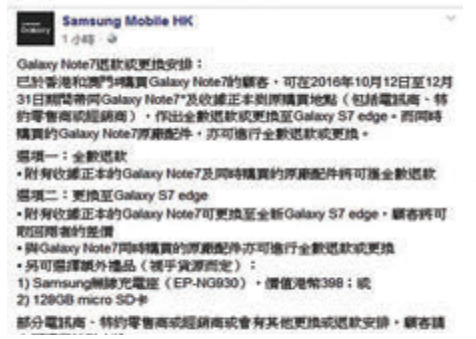 Samsung Mobile HK
1 小時
Galaxy Note7退款或更換安排：
已於香港和澳門*購買Galaxy Note7的顧客，可在2016年10月12日至12月
31日期間帶同Galaxy Note7*及收據正本到原購買地點（包括電訊商、特
約零售商或經銷商），作出全數退款或更換至Galaxy S7 edge。而同時
購買的Galaxy Note7原廠配件，亦可進行全數退款或更換。
選項一：全數退款
•附有收據正本的Galaxy Note7及同時購買的原廠配件將可獲全數退款
選項二：更換至Galaxy S7 edge
•附有收據正本的Galaxy Note7可更換至全新Galaxy S7 edge，顧客將可
取回兩者的差價
•與Galaxy Note7同時購買的原廠配件亦可進行全數退款或更換
•另可選擇額外禮品（視乎貨源而定）：
1) Samsung無線充電座（EP-NG930），價值港幣398；或
2) 128GB micro SD卡
部分電訊商、特約零售商或經銷商或會有其他更換或退款安排，顧客請